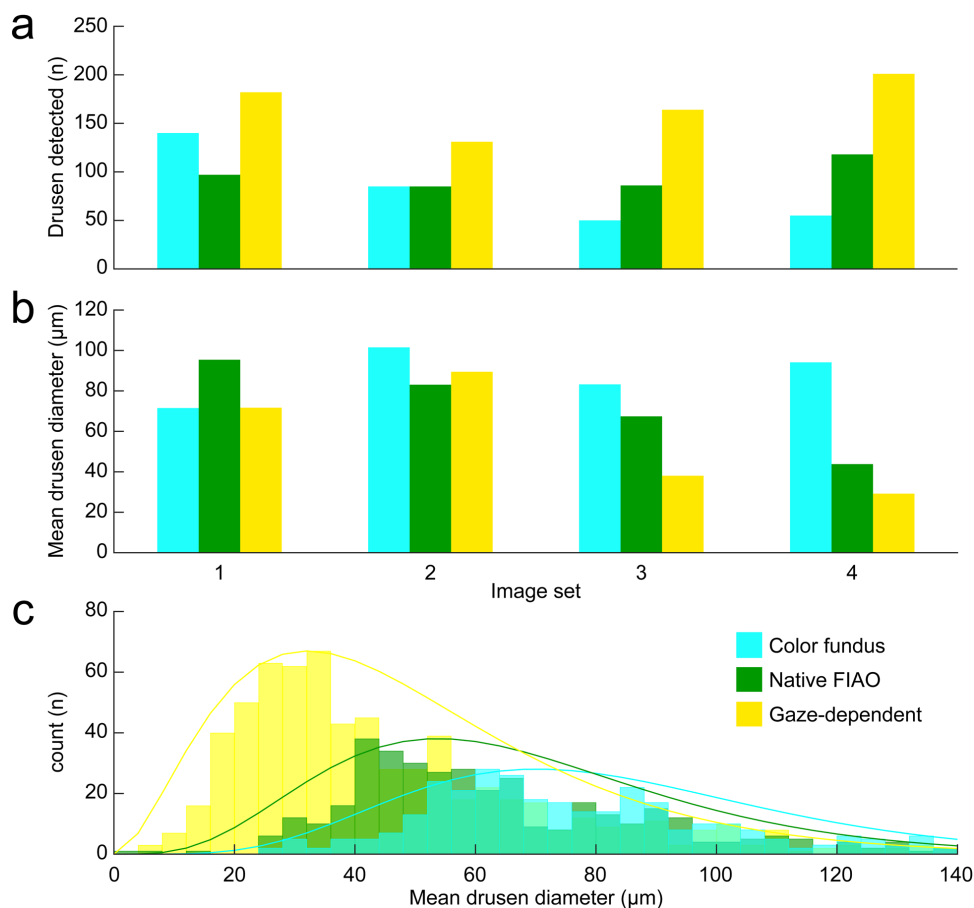 a
Drusen detected (n)
250
200
150
100
50
0
b
Mean drusen diameter (µm)
120
100
80
60
40
20
0
1 2 3 4
Image set
c
count (n)
80
60
40
20
0
Color fundus
Native FIAO
Gaze-dependent
0 20 40 60 80 100 120 140
Mean drusen diameter (µm)